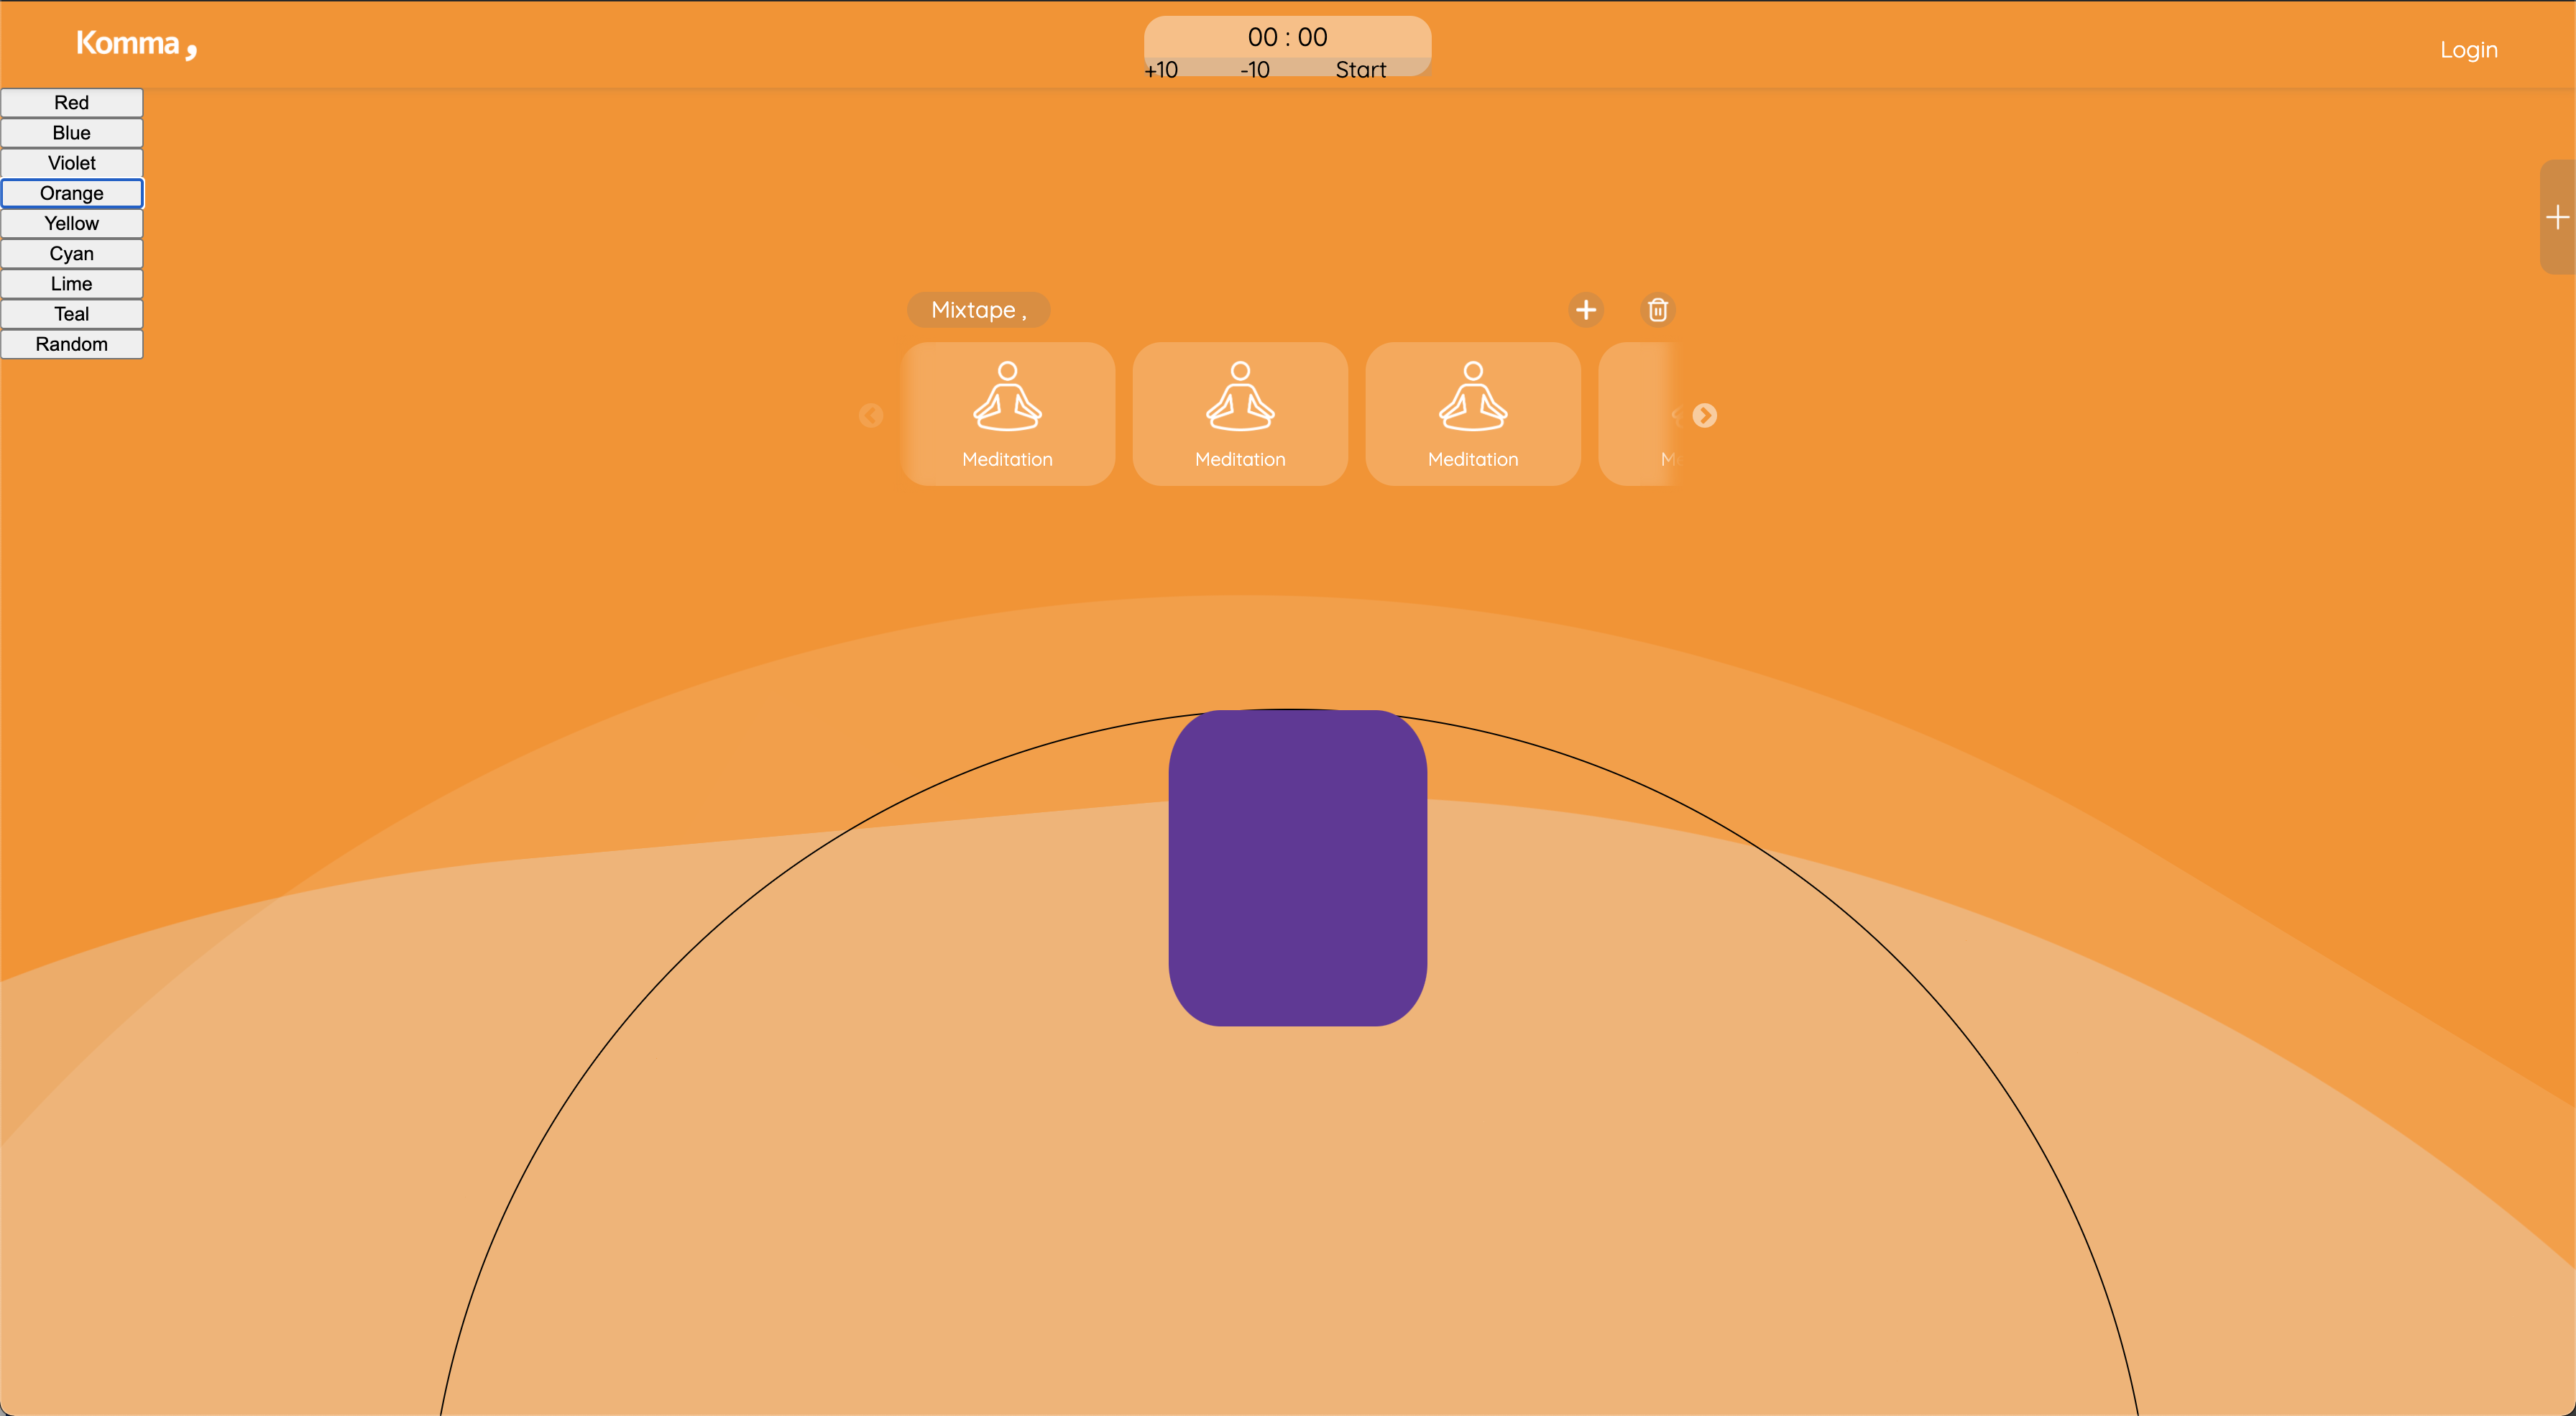 Komma,
00 : 00
+10 -10 Start
Login
Red
Blue
Violet
Orange
Yellow
Cyan
Lime
Teal
Random
Mixtape ,
Meditation Meditation Meditation